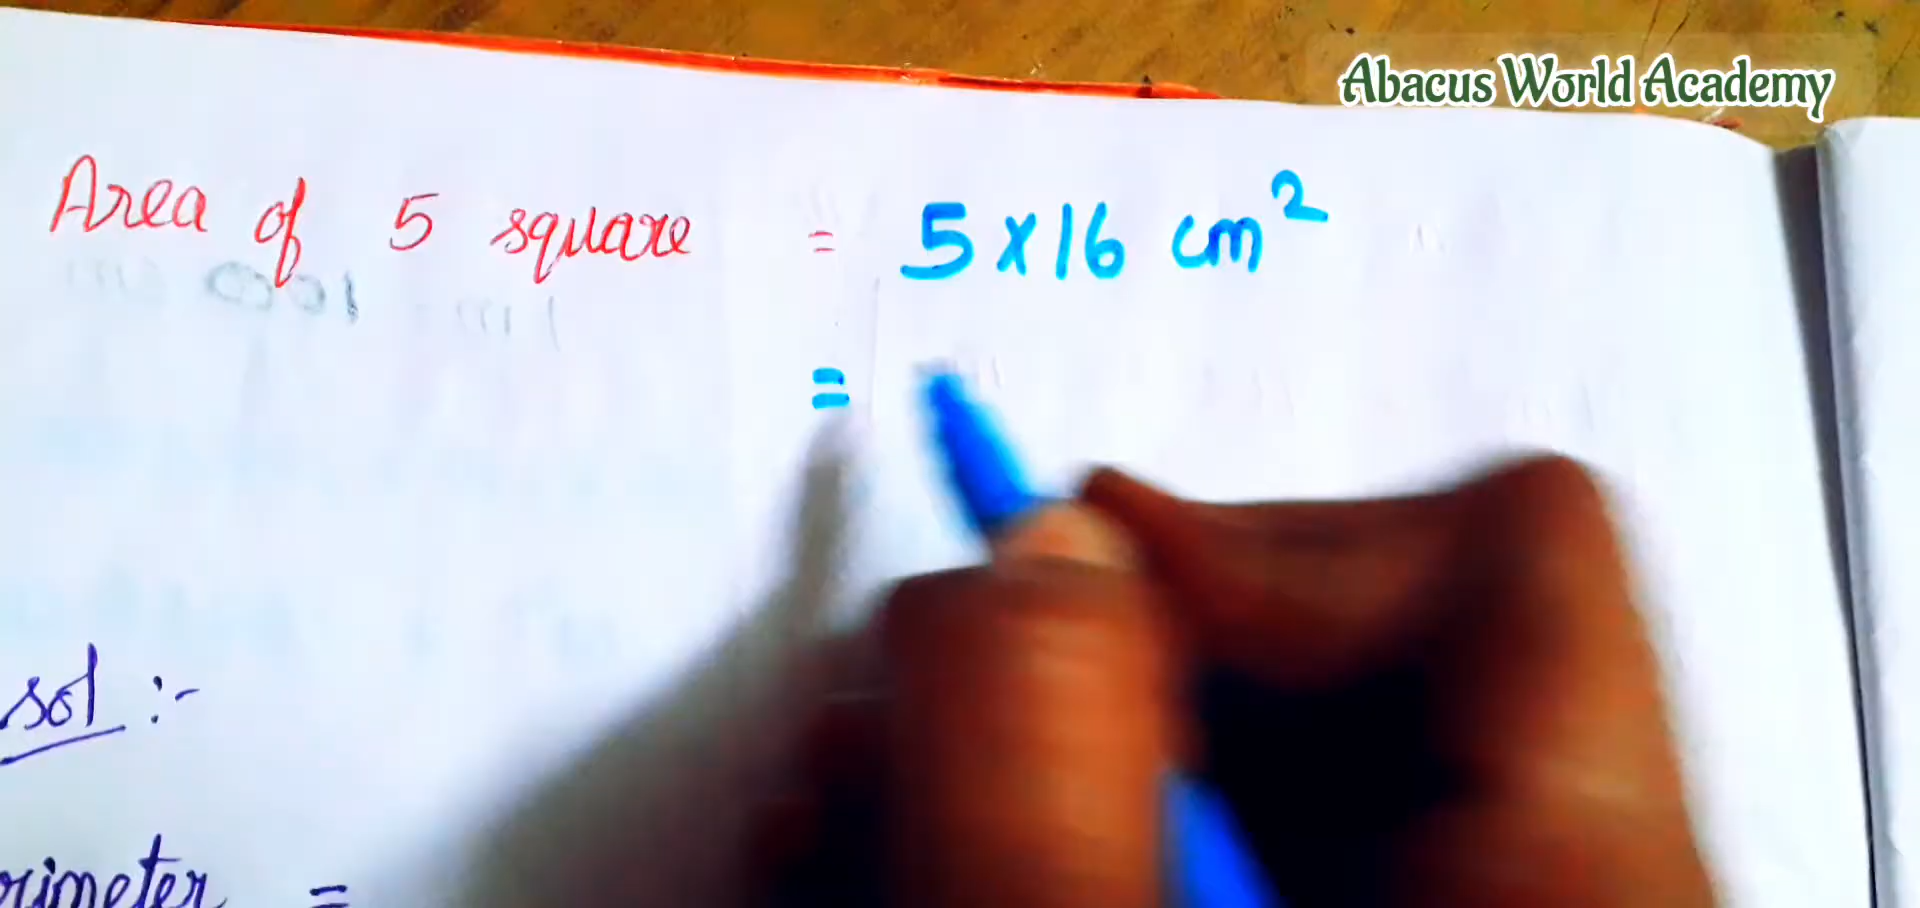 Abacus World Academy
Area of 5 square = 5 × 16 cm²
=
sol :-
rimeter =